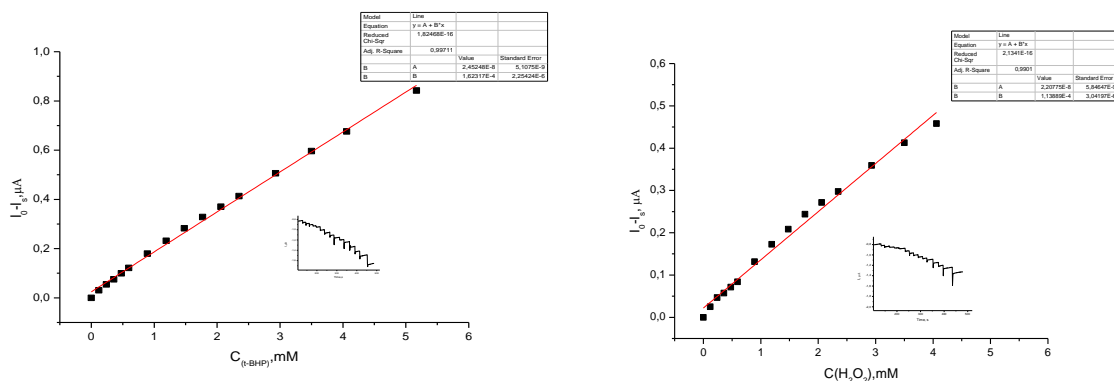 Model Line
Equation y = A + B*x
Reduced Chi-Sqr 1,82468E-16
Adj. R-Square 0,99711
Value Standard Error
B A 2,45248E-8 5,1075E-9
B B 1,62317E-4 2,25424E-6
1,0
0,8
0,6
0,4
0,2
0,0
I0-Is,µA
0 1 2 3 4 5 6
C(t-BHP),mM
Model Line
Equation y = A + B*x
Reduced Chi-Sqr 2,1341E-16
Adj. R-Square 0,9901
Value Standard Error
B A 2,20775E-8
B B 1,13889E-4
0,6
0,5
0,4
0,3
0,2
0,1
0,0
I0-Is, µA
Time, s
0 1 2 3 4 5 6
C(H2O2),mM